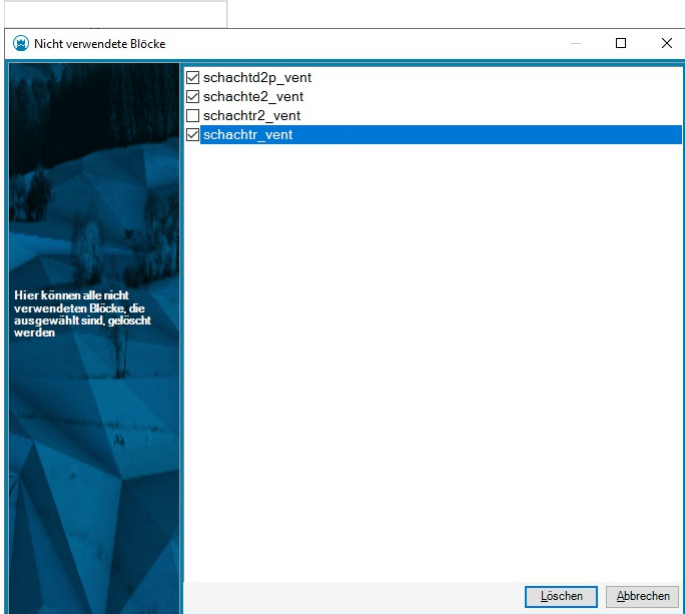 Nicht verwendete Blöcke
schachtd2p_vent
schachte2_vent
schachtr2_vent
schachtr_vent
Hier können alle nicht
verwendeten Blöcke, die
ausgewählt sind, gelöscht
werden
Löschen
Abbrechen